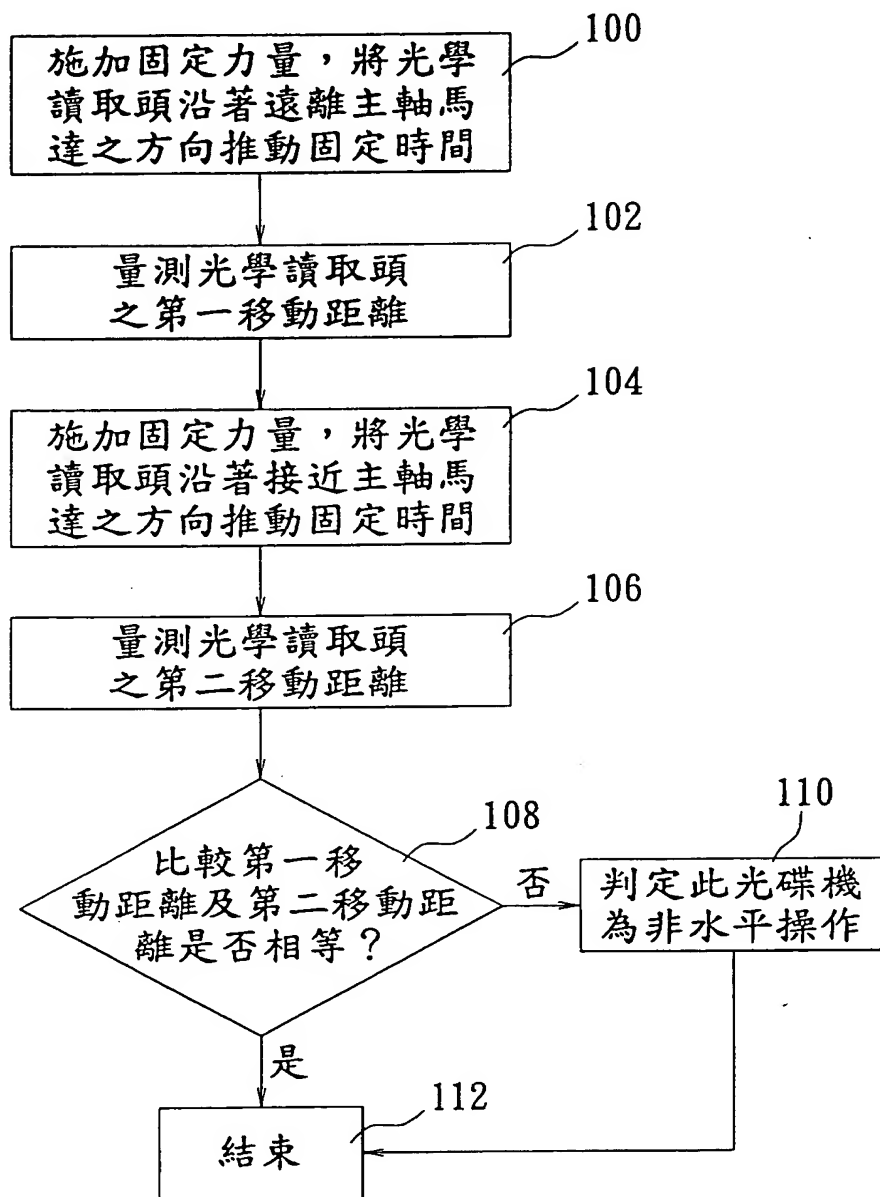 100
施加固定力量，將光學
讀取頭沿著遠離主軸馬
達之方向推動固定時間
102
量測光學讀取頭
之第一移動距離
104
施加固定力量，將光學
讀取頭沿著接近主軸馬
達之方向推動固定時間
106
量測光學讀取頭
之第二移動距離
108
比較第一移
動距離及第二移動距
離是否相等？
否
110
判定此光碟機
為非水平操作
是
112
結束